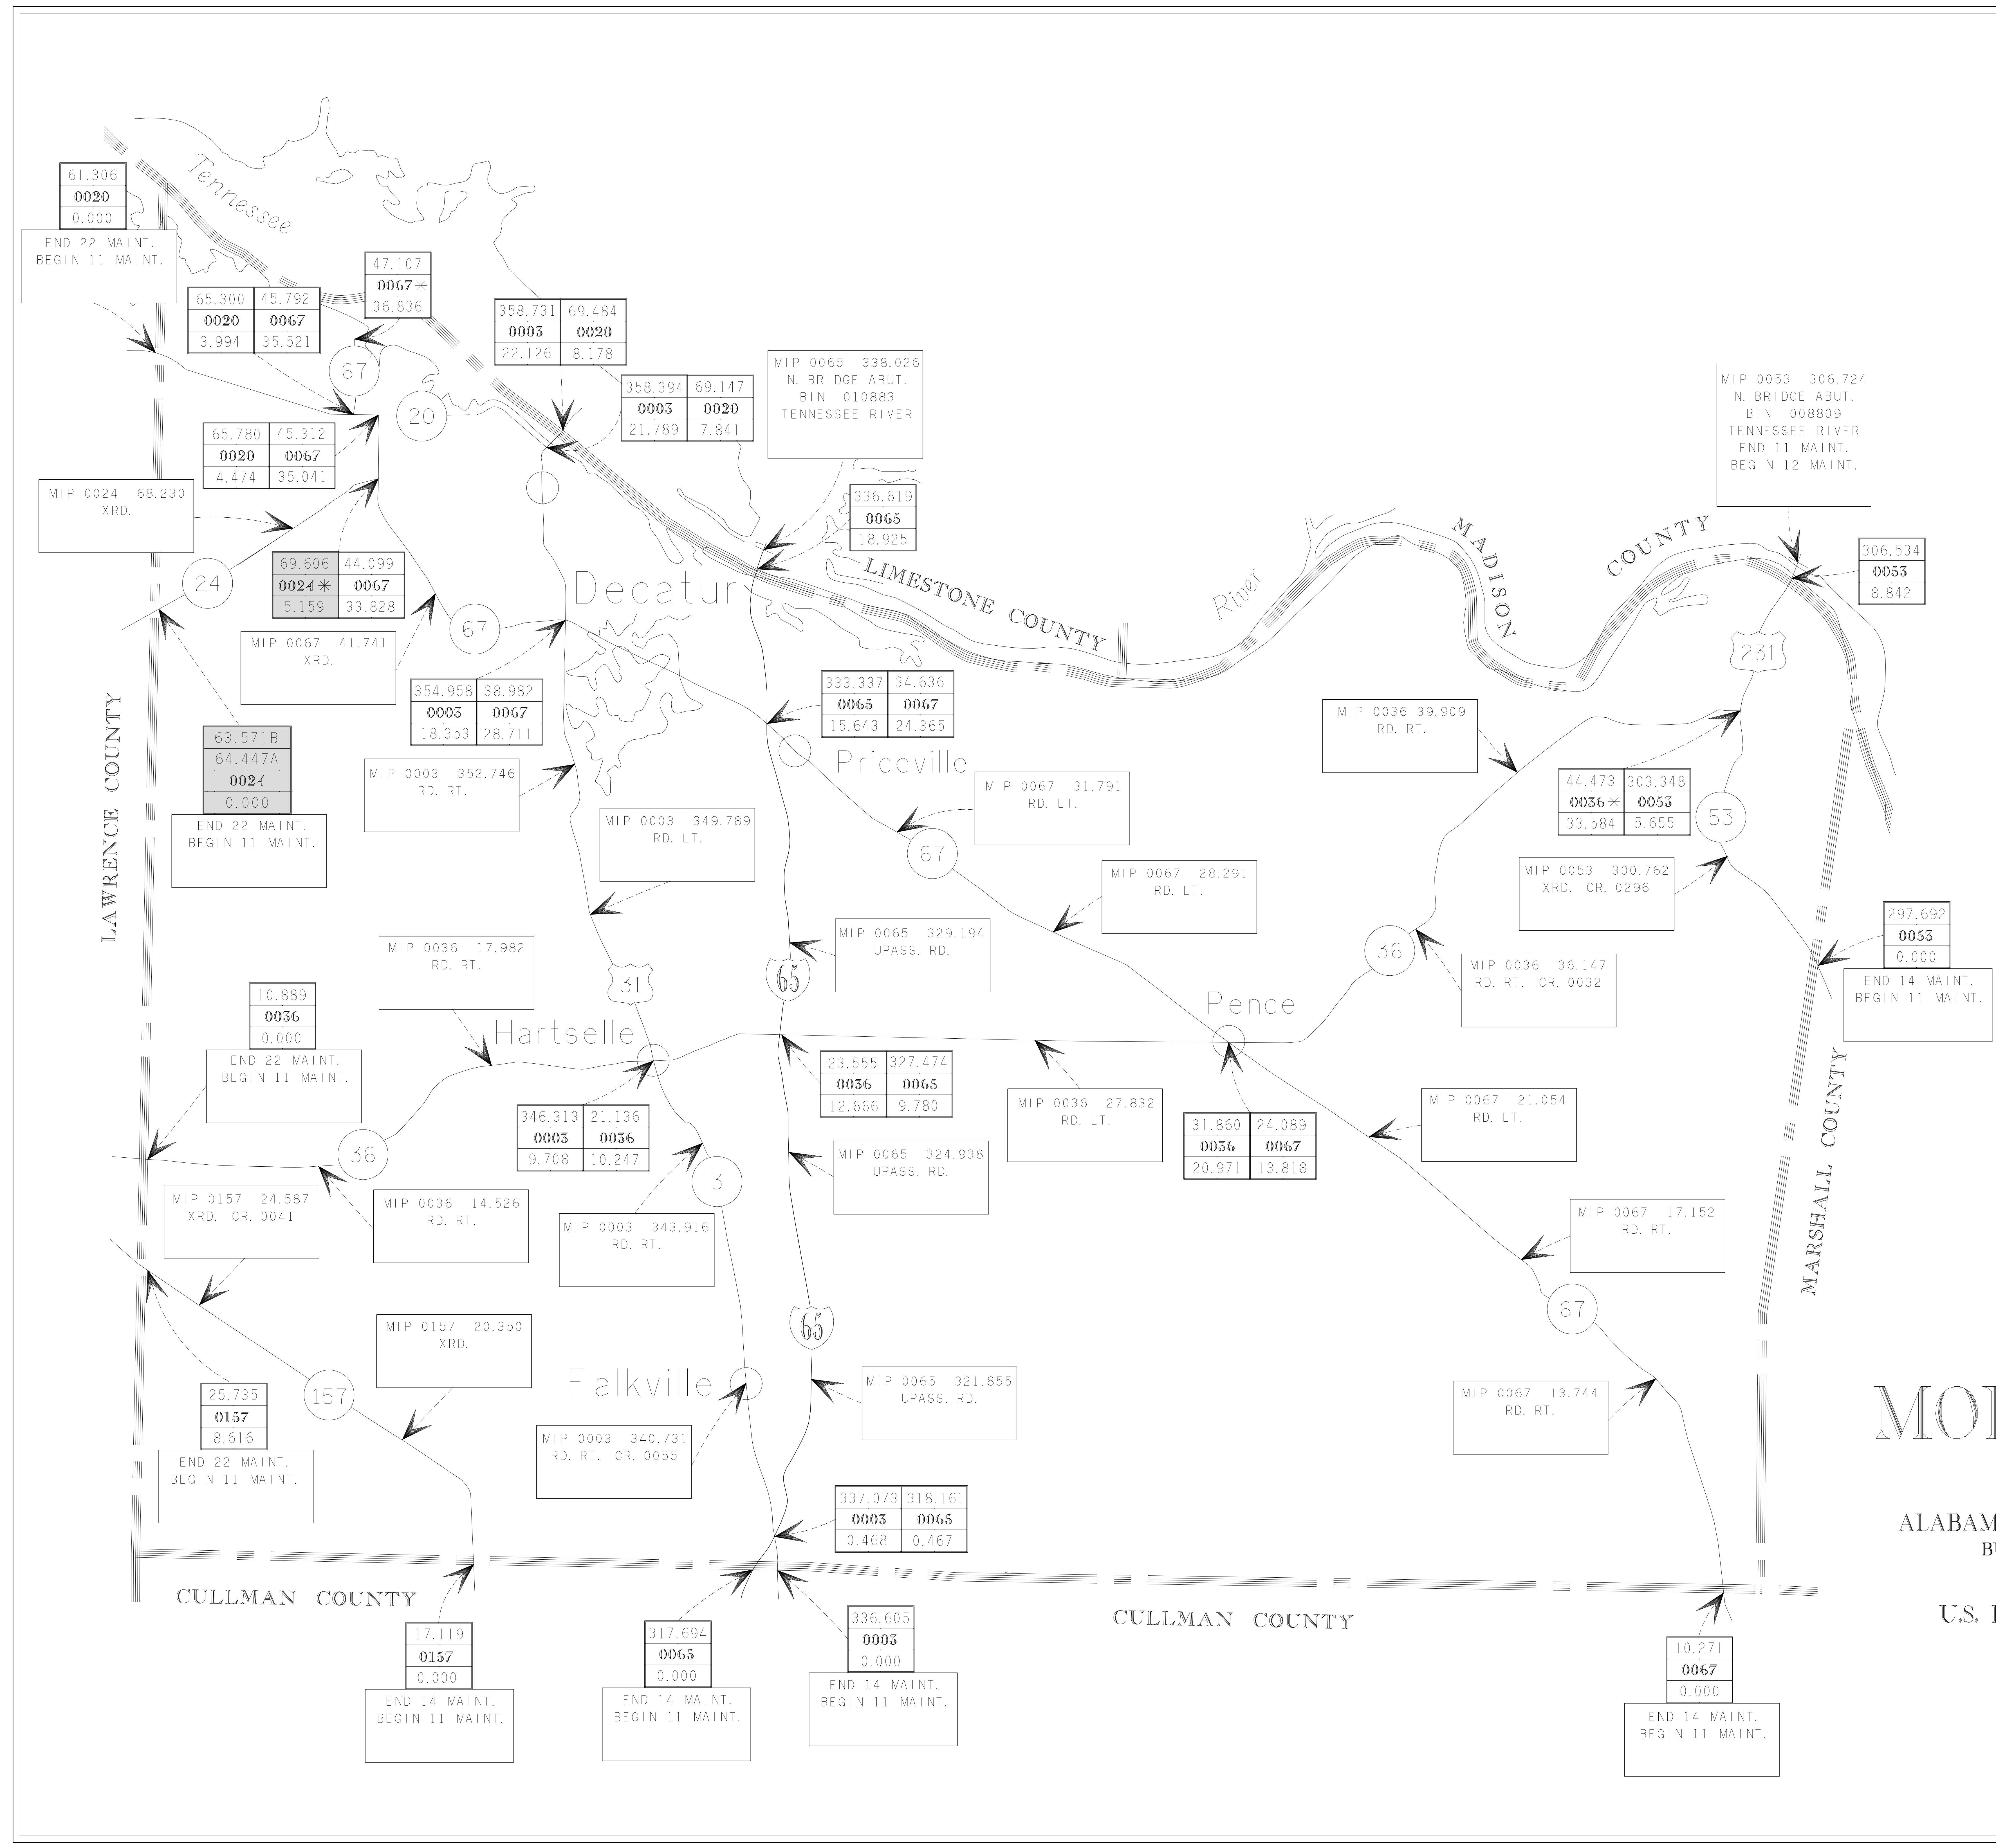 Tennessee
61.306
0020
0.000
END 22 MAINT.
BEGIN 11 MAINT.
47.107
0067*
36.836
65.300 45.792
0020 0067
3.994 35.521
358.731 69.484
0003 0020
22.126 8.178
67
20
358.394 69.147
0003 0020
21.789 7.841
MIP 0065 338.026
N. BRIDGE ABUT.
BIN 010883
TENNESSEE RIVER
MIP 0053 306.724
N. BRIDGE ABUT.
BIN 008809
TENNESSEE RIVER
END 11 MAINT.
BEGIN 12 MAINT.
65.780 45.312
0020 0067
4.474 35.041
MIP 0024 68.230
XRD.
336.619
0065
18.925
MADISON COUNTY
306.534
0053
8.842
24
69.606 44.099
0024* 0067
5.159 33.828
Decatur
LIMESTONE COUNTY
River
MIP 0067 41.741
XRD.
67
231
354.958 38.982
0003 0067
18.353 28.711
333.337 34.636
0065 0067
15.643 24.365
MIP 0036 39.909
RD. RT.
63.571B
64.447A
0024
0.000
END 22 MAINT.
BEGIN 11 MAINT.
LAWRENCE COUNTY
MIP 0003 352.746
RD. RT.
Priceville
MIP 0067 31.791
RD. LT.
44.473 303.348
0036* 0053
33.584 5.655
53
MIP 0003 349.789
RD. LT.
67
MIP 0067 28.291
RD. LT.
MIP 0053 300.762
XRD. CR. 0296
MIP 0036 17.982
RD. RT.
MIP 0065 329.194
UPASS. RD.
36
MIP 0036 36.147
RD. RT. CR. 0032
297.692
0053
0.000
END 14 MAINT.
BEGIN 11 MAINT.
31
65
10.889
0036
0.000
END 22 MAINT.
BEGIN 11 MAINT.
Hartselle
Pence
23.555 327.474
0036 0065
12.666 9.780
MIP 0036 27.832
RD. LT.
MIP 0067 21.054
RD. LT.
MARSHALL COUNTY
346.313 21.136
0003 0036
9.708 10.247
31.860 24.089
0036 0067
20.971 13.818
36
MIP 0065 324.938
UPASS. RD.
3
MIP 0157 24.587
XRD. CR. 0041
MIP 0036 14.526
RD. RT.
MIP 0003 343.916
RD. RT.
MIP 0067 17.152
RD. RT.
67
65
MIP 0157 20.350
XRD.
Falkville
MIP 0065 321.855
UPASS. RD.
MIP 0067 13.744
RD. RT.
25.735
0157
8.616
END 22 MAINT.
BEGIN 11 MAINT.
157
MIP 0003 340.731
RD. RT. CR. 0055
337.073 318.161
0003 0065
0.468 0.467
CULLMAN COUNTY
CULLMAN COUNTY
17.119
0157
0.000
END 14 MAINT.
BEGIN 11 MAINT.
317.694
0065
0.000
END 14 MAINT.
BEGIN 11 MAINT.
336.605
0003
0.000
END 14 MAINT.
BEGIN 11 MAINT.
10.271
0067
0.000
END 14 MAINT.
BEGIN 11 MAINT.
U.S.